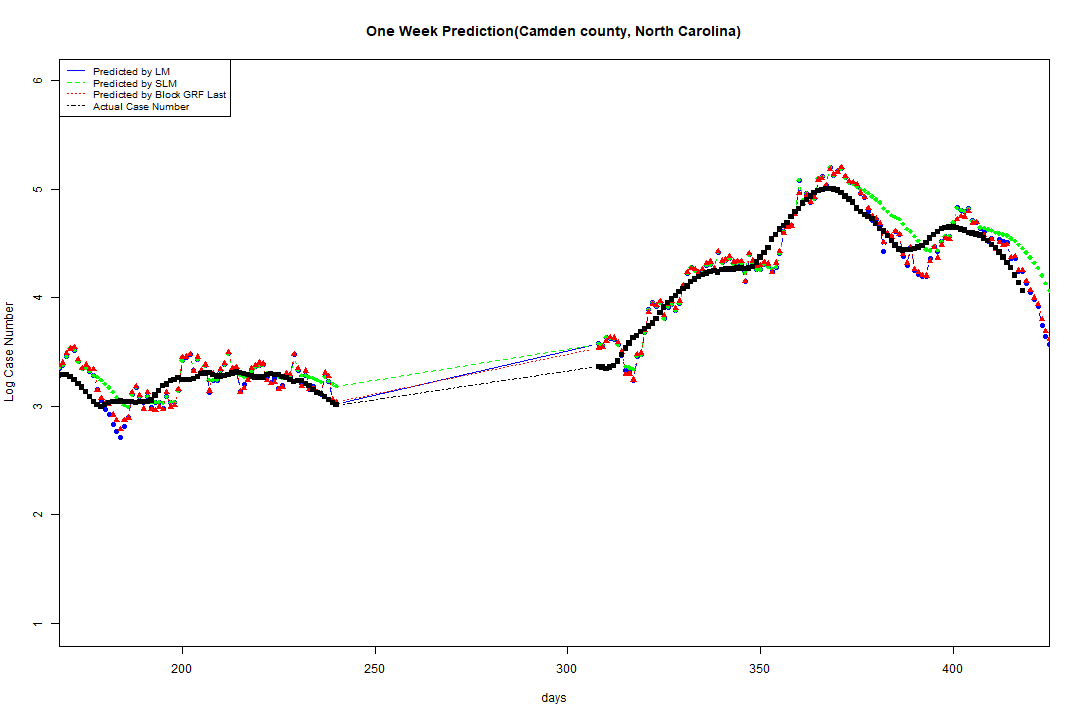 One Week Prediction(Camden county, North Carolina)
Predicted by LM
Predicted by SLM
Predicted by Block GRF Last
Actual Case Number
6
5
4
3
2
1
Log Case Number
200 250 300 350 400
days